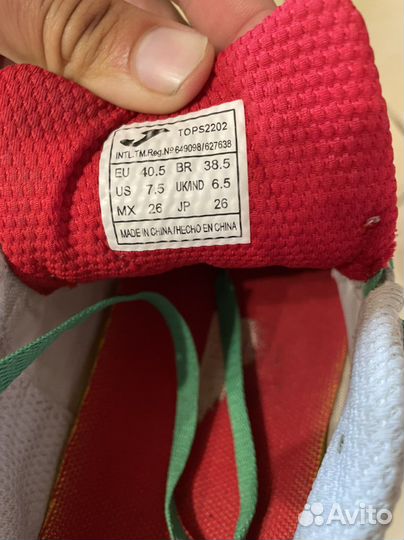 TOPS2202
INTL.TM.Reg.Nº649098/627638
EU 40.5 BR 38.5
US 7.5 UK/IND 6.5
MX 26 JP 26
MADE IN CHINA/HECHO EN CHINA
Avito